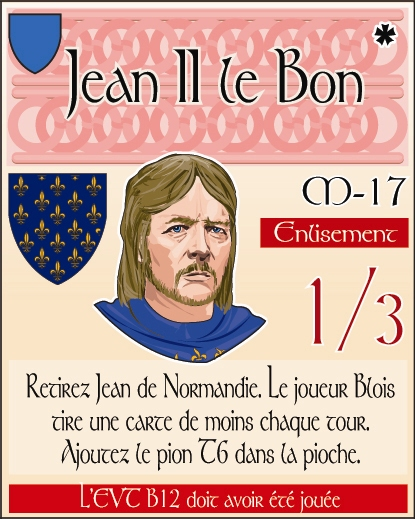 Jean II le Bon
M-17
Enlisement
1/3
Retirez Jean de Normandie. Le joueur Blois
tire une carte de moins chaque tour.
Ajoutez le pion T6 dans la pioche.
L'EVT B12 doit avoir été jouée